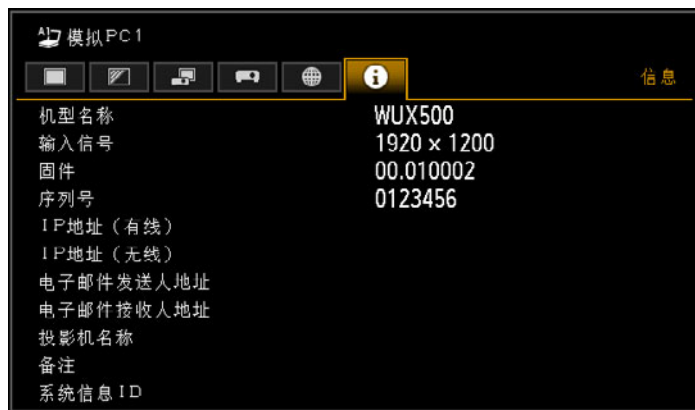 模拟PC1
信息
机型名称 WUX500
输入信号 1920 × 1200
固件 00.010002
序列号 0123456
IP地址（有线）
IP地址（无线）
电子邮件发送人地址
电子邮件接收人地址
投影机名称
备注
系统信息ID